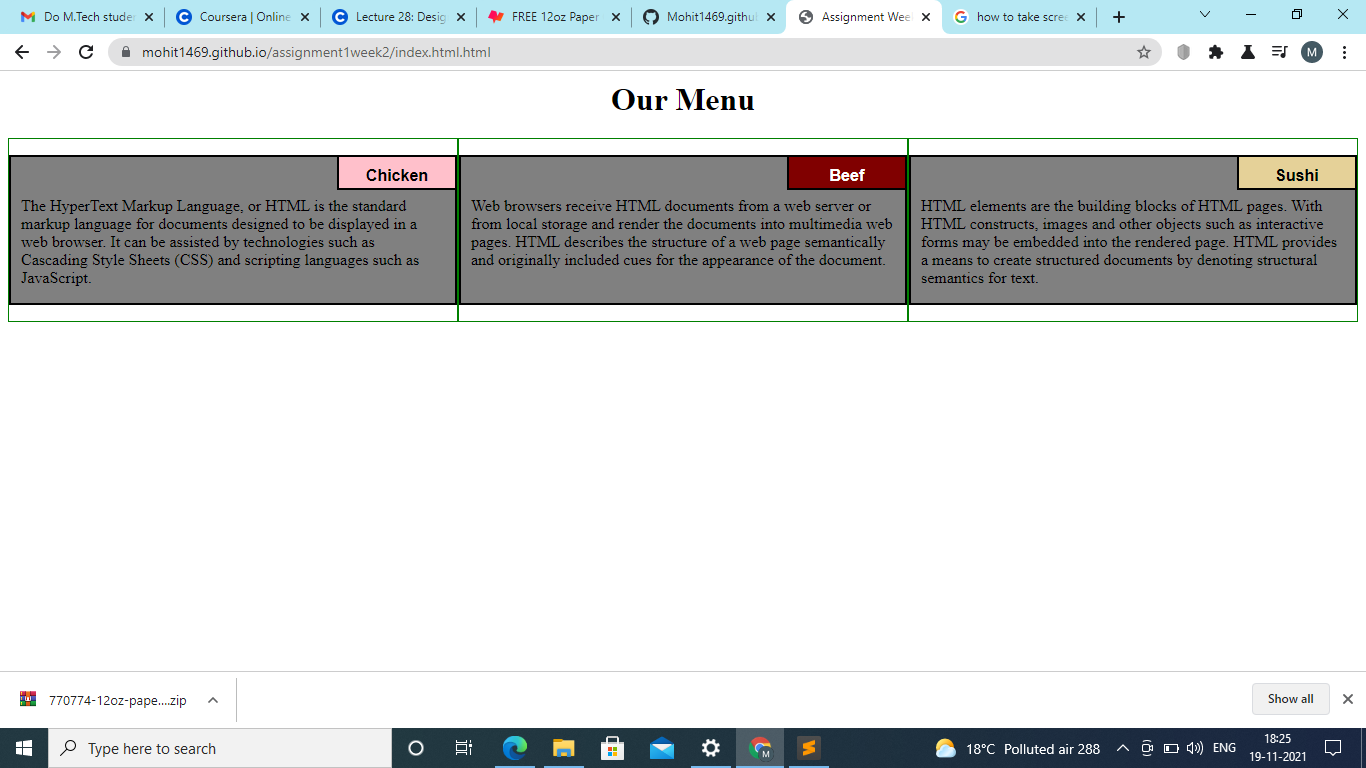 Do M.Tech studen
Coursera | Online
Lecture 28: Desig
FREE 12oz Paper
Mohit1469.githu
Assignment Wee
how to take scree
mohit1469.github.io/assignment1week2/index.html.html
M
Our Menu
Chicken
The HyperText Markup Language, or HTML is the standard
markup language for documents designed to be displayed in a
web browser. It can be assisted by technologies such as
Cascading Style Sheets (CSS) and scripting languages such as
JavaScript.
Beef
Web browsers receive HTML documents from a web server or
from local storage and render the documents into multimedia web
pages. HTML describes the structure of a web page semantically
and originally included cues for the appearance of the document.
Sushi
HTML elements are the building blocks of HTML pages. With
HTML constructs, images and other objects such as interactive
forms may be embedded into the rendered page. HTML provides
a means to create structured documents by denoting structural
semantics for text.
770774-12oz-pape....zip
Show all
Type here to search
M
18°C Polluted air 288
ENG
18:25
19-11-2021